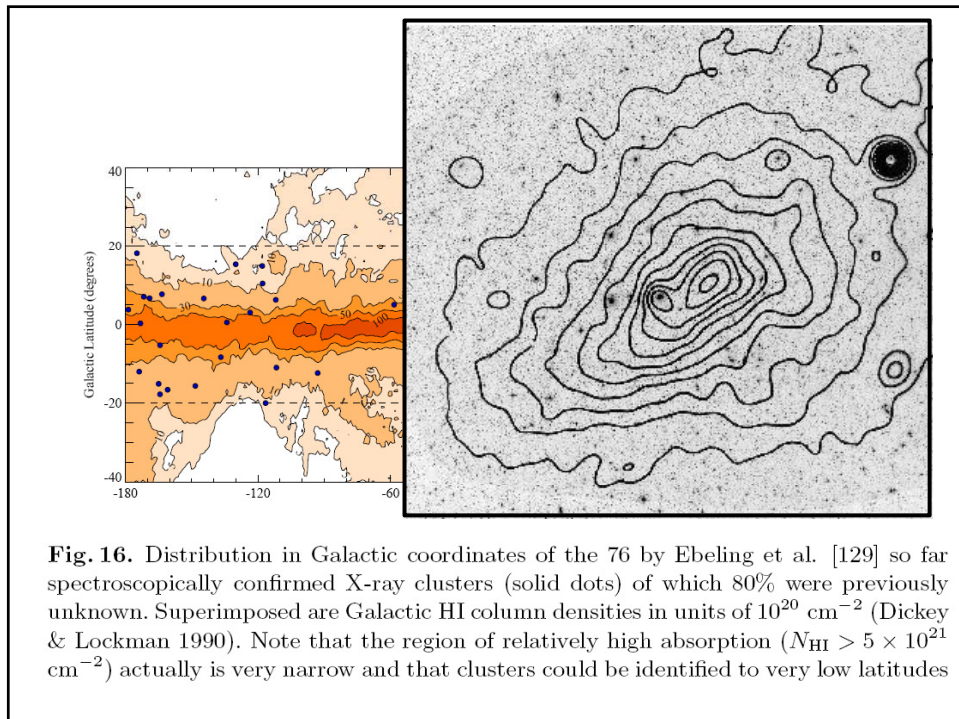 40
20
0
-20
-40
Galactic Latitude (degrees)
-180
-120
-60
10
30
50
100
10
5
Fig. 16. Distribution in Galactic coordinates of the 76 by Ebeling et al. [129] so far
spectroscopically confirmed X-ray clusters (solid dots) of which 80% were previously
unknown. Superimposed are Galactic HI column densities in units of 10²⁰ cm⁻² (Dickey
& Lockman 1990). Note that the region of relatively high absorption (N_HI > 5 × 10²¹
cm⁻²) actually is very narrow and that clusters could be identified to very low latitudes